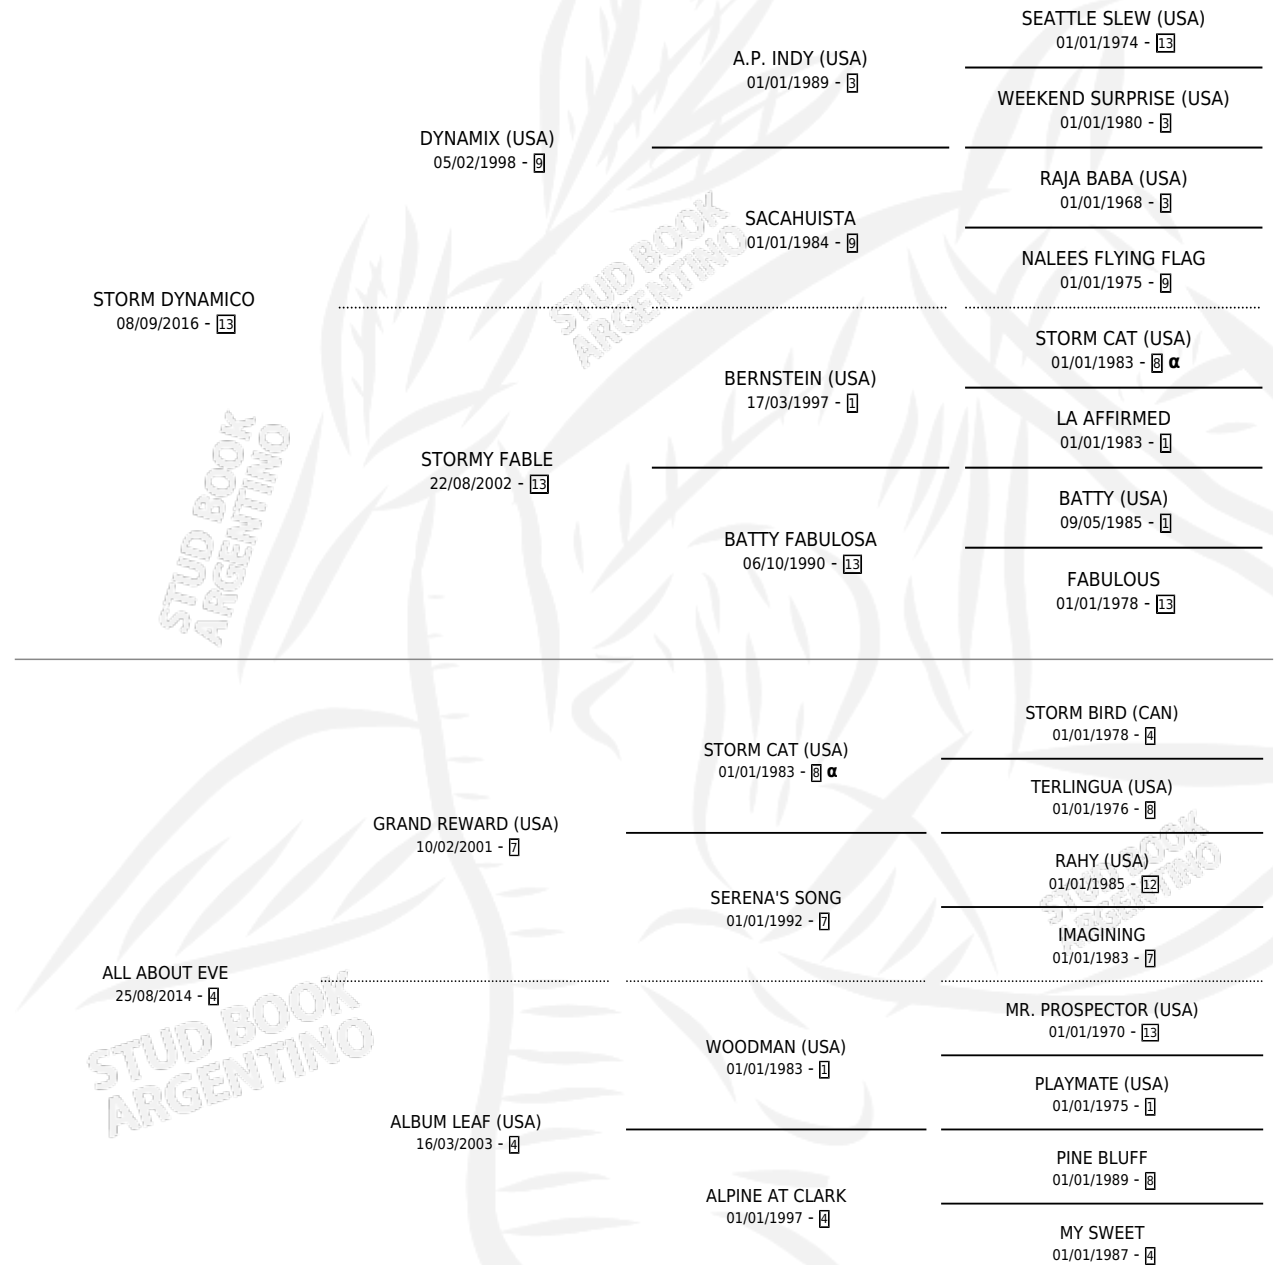 SEATTLE SLEW (USA)
01/01/1974 - 13
A.P. INDY (USA)
01/01/1989 - 3
WEEKEND SURPRISE (USA)
01/01/1980 - 3
DYNAMIX (USA)
05/02/1998 - 9
RAJA BABA (USA)
01/01/1968 - 3
SACAHUISTA
01/01/1984 - 9
NALEES FLYING FLAG
01/01/1975 - 9
STORM DYNAMICO
08/09/2016 - 13
STORM CAT (USA)
01/01/1983 - 8 α
BERNSTEIN (USA)
17/03/1997 - 1
LA AFFIRMED
01/01/1983 - 1
STORMY FABLE
22/08/2002 - 13
BATTY (USA)
09/05/1985 - 1
BATTY FABULOSA
06/10/1990 - 13
FABULOUS
01/01/1978 - 13
STORM BIRD (CAN)
01/01/1978 - 4
STORM CAT (USA)
01/01/1983 - 8 α
TERLINGUA (USA)
01/01/1976 - 8
GRAND REWARD (USA)
10/02/2001 - 7
RAHY (USA)
01/01/1985 - 12
SERENA'S SONG
01/01/1992 - 7
IMAGINING
01/01/1983 - 7
ALL ABOUT EVE
25/08/2014 - 4
MR. PROSPECTOR (USA)
01/01/1970 - 13
WOODMAN (USA)
01/01/1983 - 1
PLAYMATE (USA)
01/01/1975 - 1
ALBUM LEAF (USA)
16/03/2003 - 4
PINE BLUFF
01/01/1989 - 8
ALPINE AT CLARK
01/01/1997 - 4
MY SWEET
01/01/1987 - 4
STUD BOOK
ARGENTINO
STUD BOOK
ARGENTINO
STUD BOOK
ARGENTINO
STUD BOOK
ARGENTINO